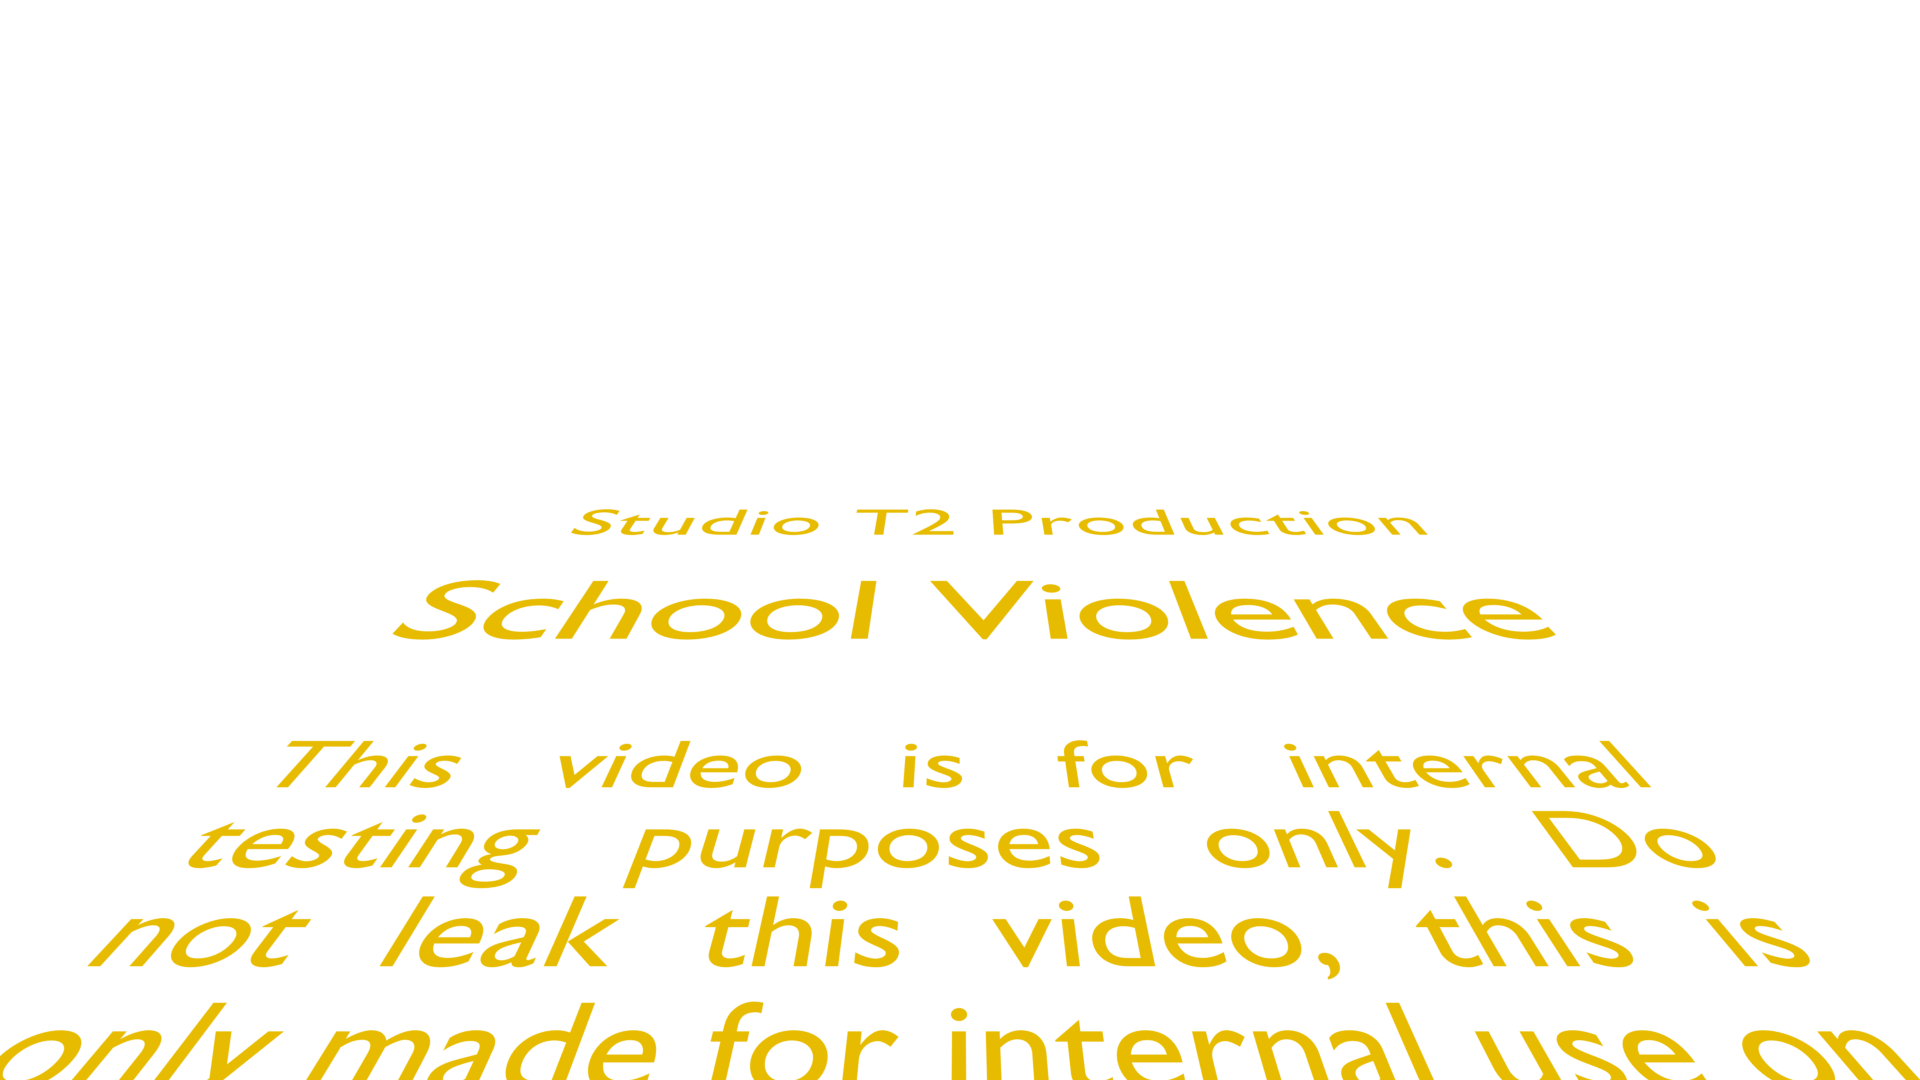 Studio T2 Production
School Violence
This video is for internal
testing purposes only. Do
not leak this video, this is
only made for internal use on